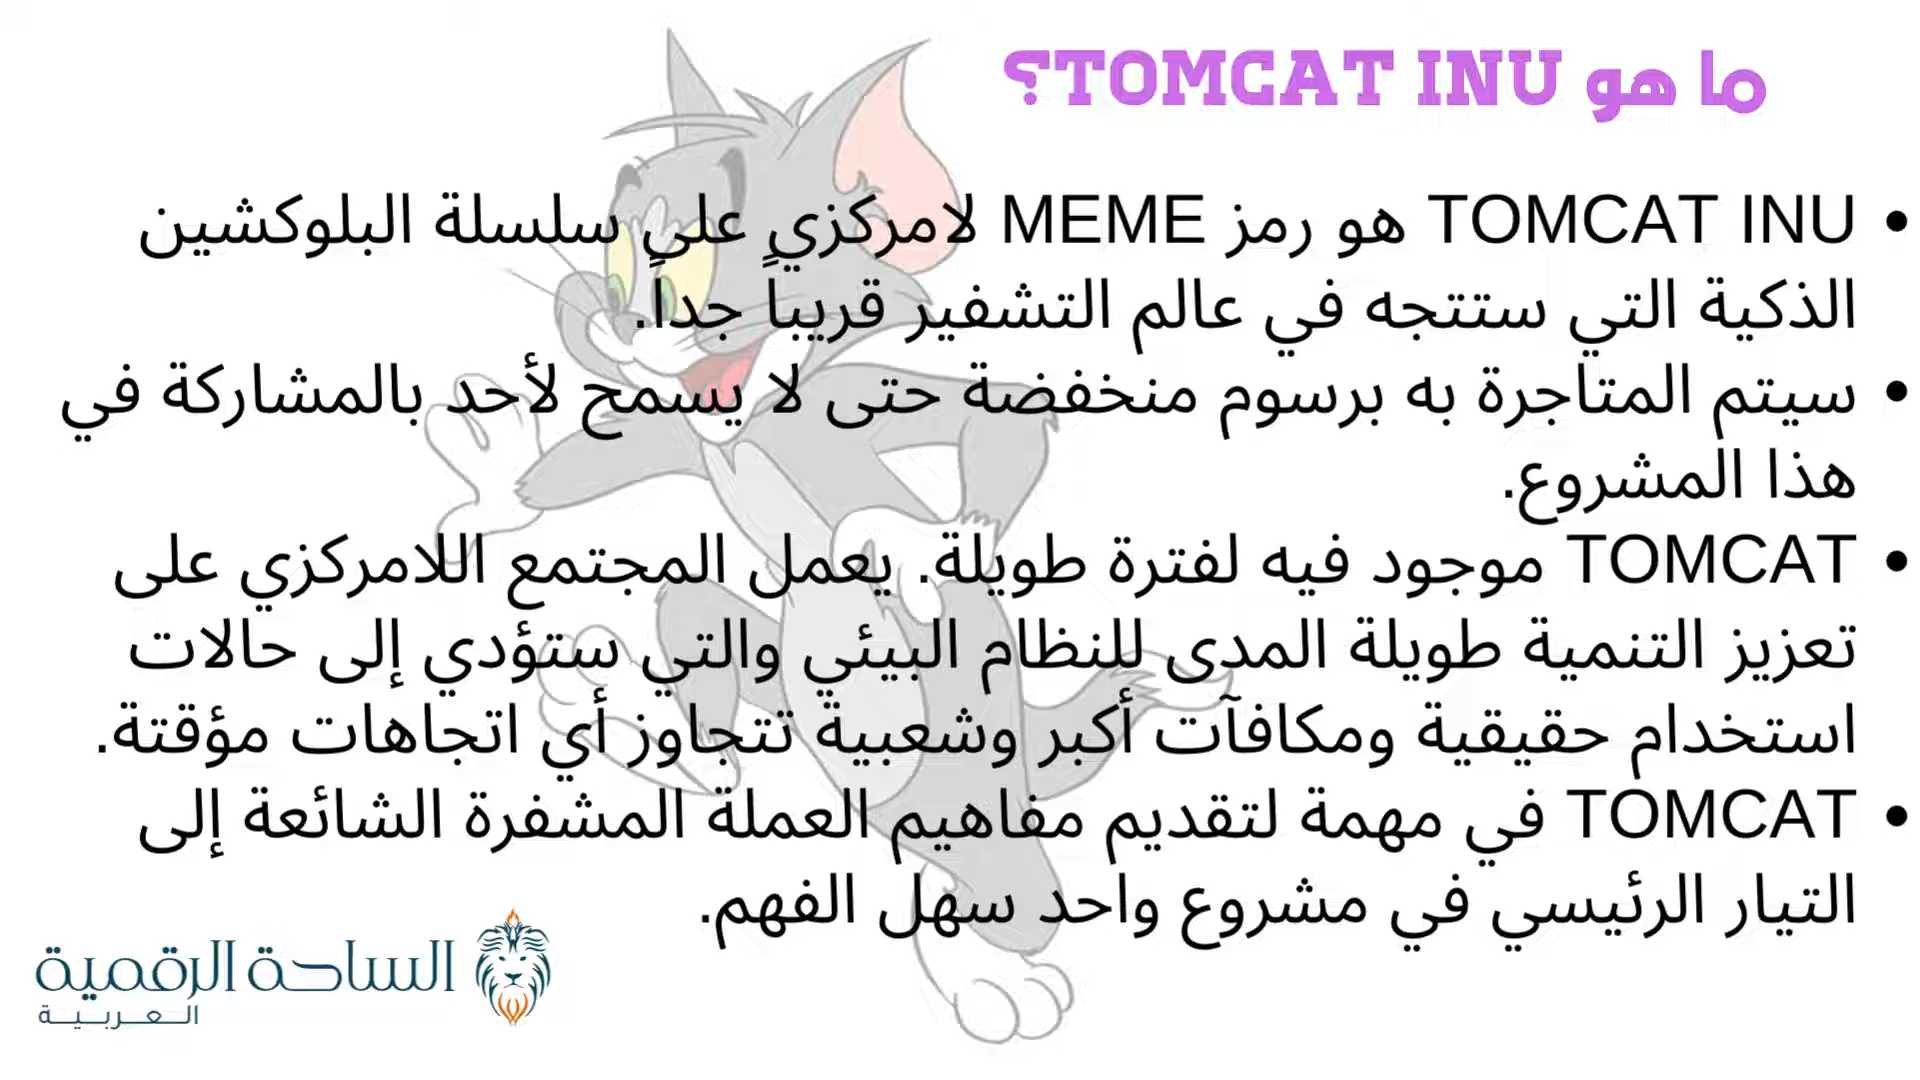 ما هو TOMCAT INU؟
• TOMCAT INU هو رمز MEME لامركزي على سلسلة البلوكشين
الذكية التي ستتجه في عالم التشفير قريباً جداً.
• سيتم المتاجرة به برسوم منخفضة حتى لا يسمح لأحد بالمشاركة في
هذا المشروع.
• TOMCAT موجود فيه لفترة طويلة. يعمل المجتمع اللامركزي على
تعزيز التنمية طويلة المدى للنظام البيئي والتي ستؤدي إلى حالات
استخدام حقيقية ومكافآت أكبر وشعبية تتجاوز أي اتجاهات مؤقتة.
• TOMCAT في مهمة لتقديم مفاهيم العملة المشفرة الشائعة إلى
التيار الرئيسي في مشروع واحد سهل الفهم.
الساحة الرقمية
العربية